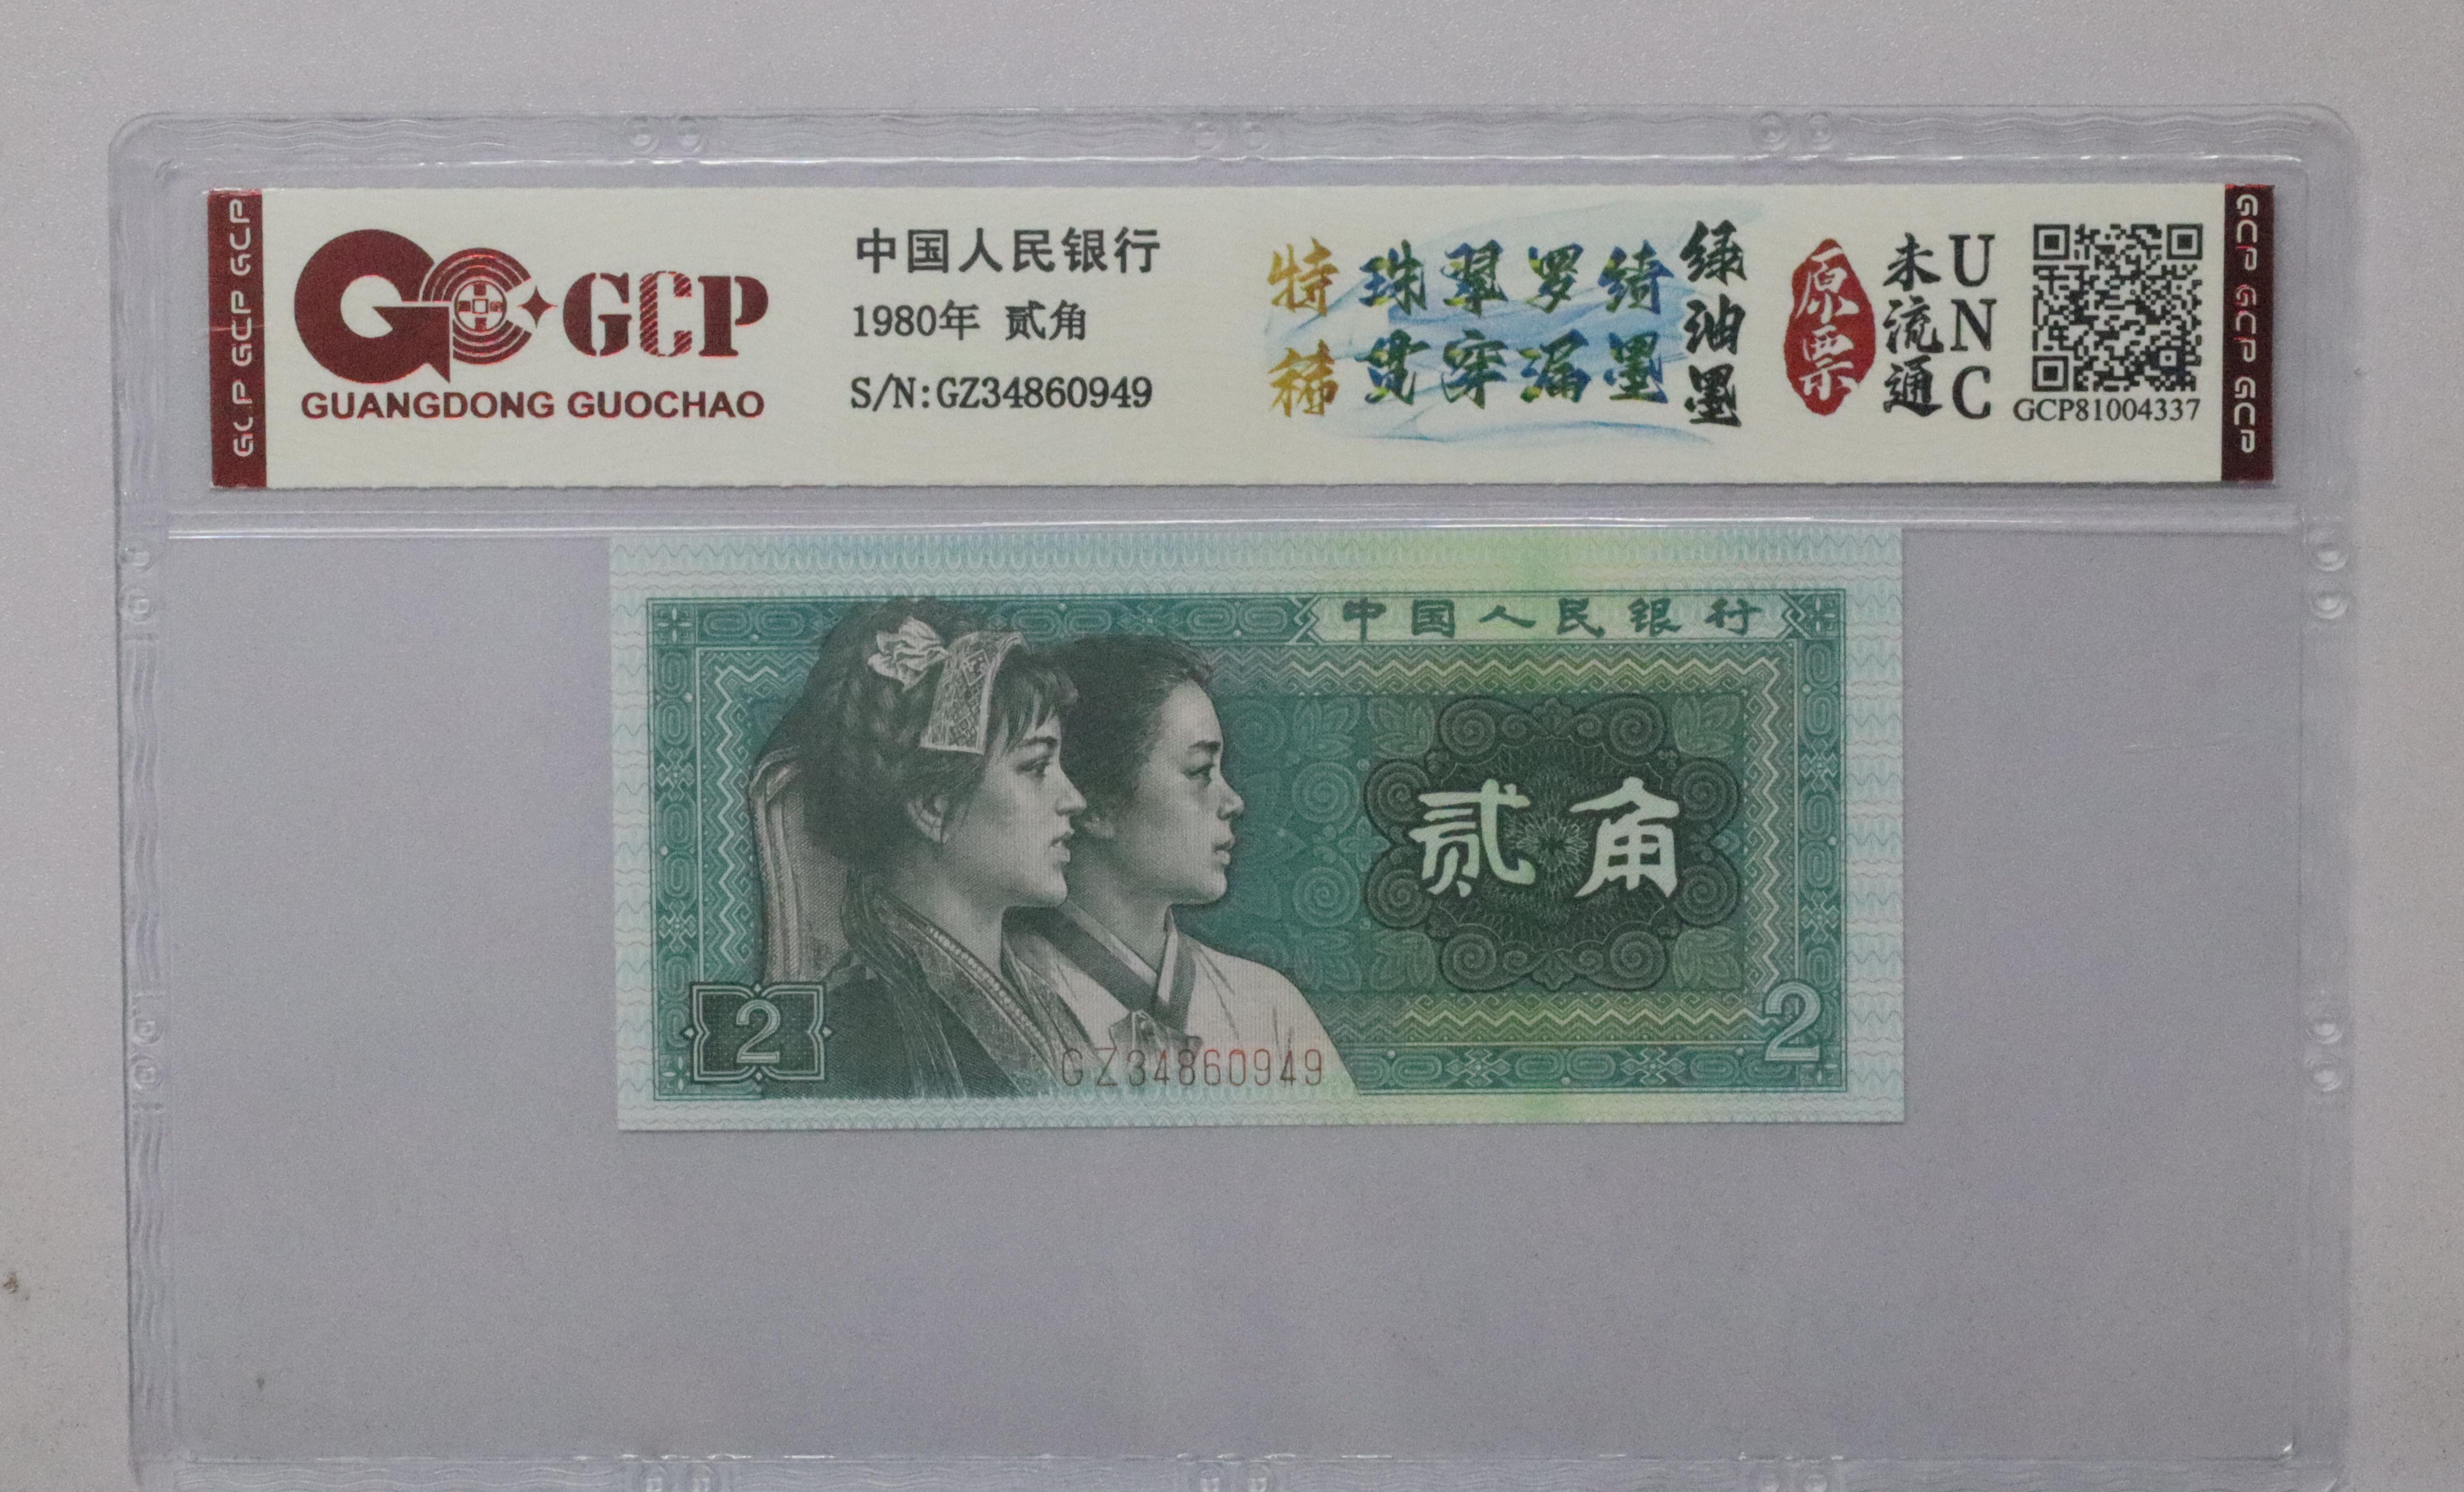 GCP GCP GCP
GCP
GUANGDONG GUOCHAO
中国人民银行
1980年 贰角
S/N:GZ34860949
特稀
珠翠罗绮
贯穿漏墨
绿油墨
原票
未流通
UNC
GCP81004337
GCP GCP GCP
中国人民银行
贰角
2
GZ34860949
2